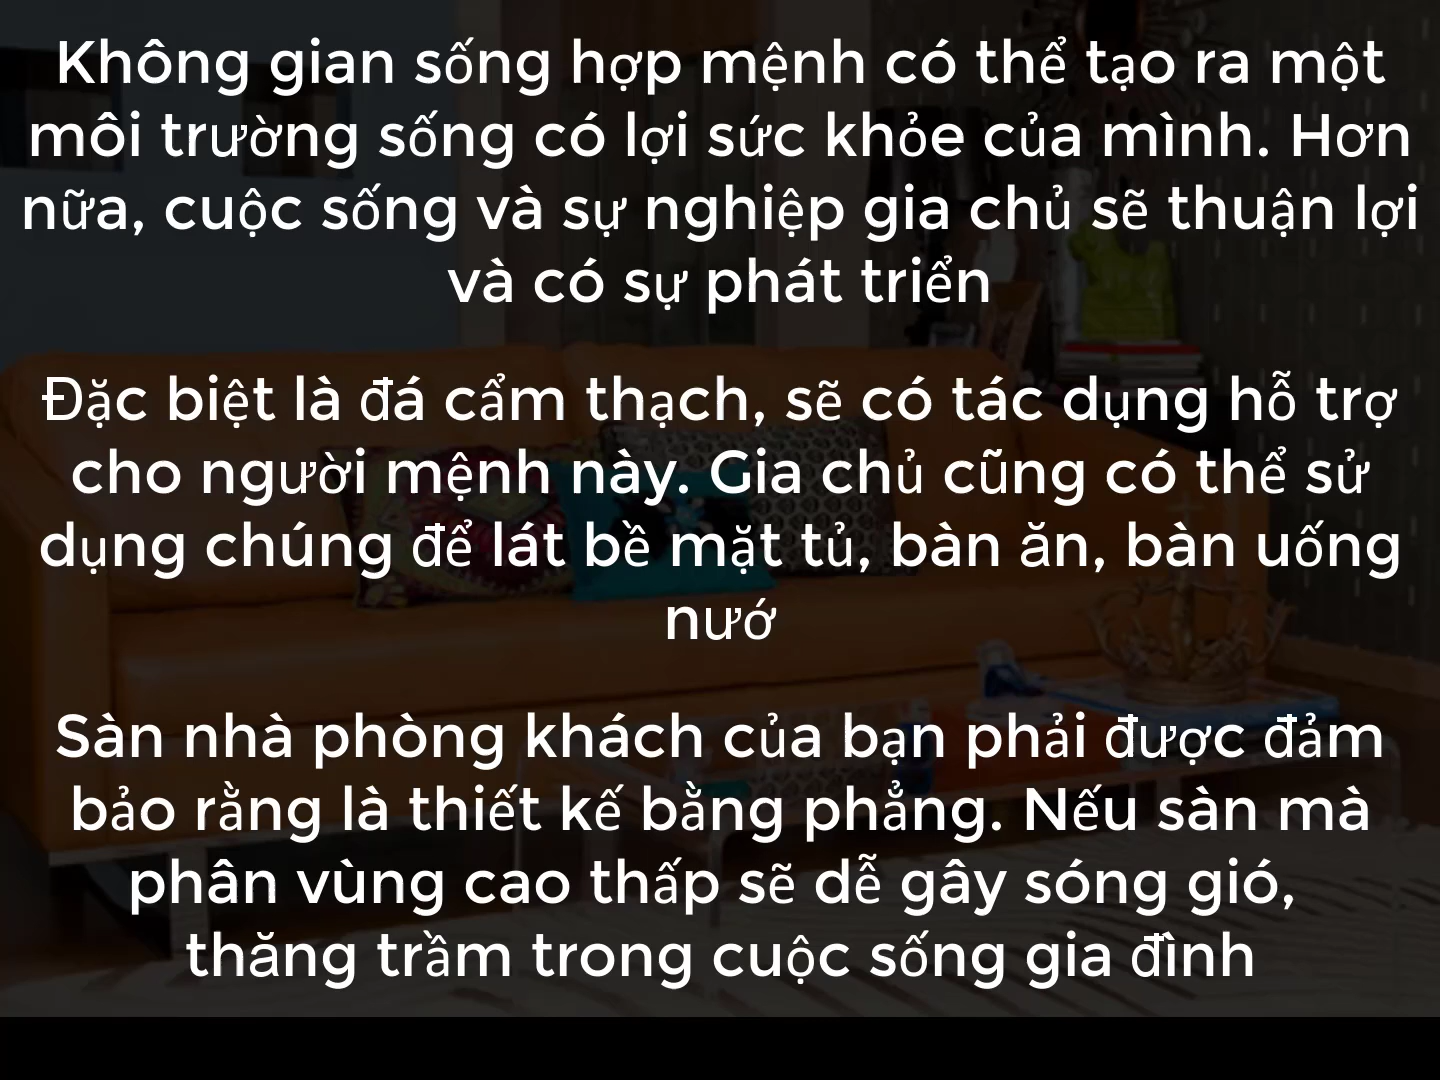 Không gian sống hợp mệnh có thể tạo ra một
môi trường sống có lợi sức khỏe của mình. Hơn
nữa, cuộc sống và sự nghiệp gia chủ sẽ thuận lợi
và có sự phát triển
Đặc biệt là đá cẩm thạch, sẽ có tác dụng hỗ trợ
cho người mệnh này. Gia chủ cũng có thể sử
dụng chúng để lát bề mặt tủ, bàn ăn, bàn uống
nướ
Sàn nhà phòng khách của bạn phải được đảm
bảo rằng là thiết kế bằng phẳng. Nếu sàn mà
phân vùng cao thấp sẽ dễ gây sóng gió,
thăng trầm trong cuộc sống gia đình